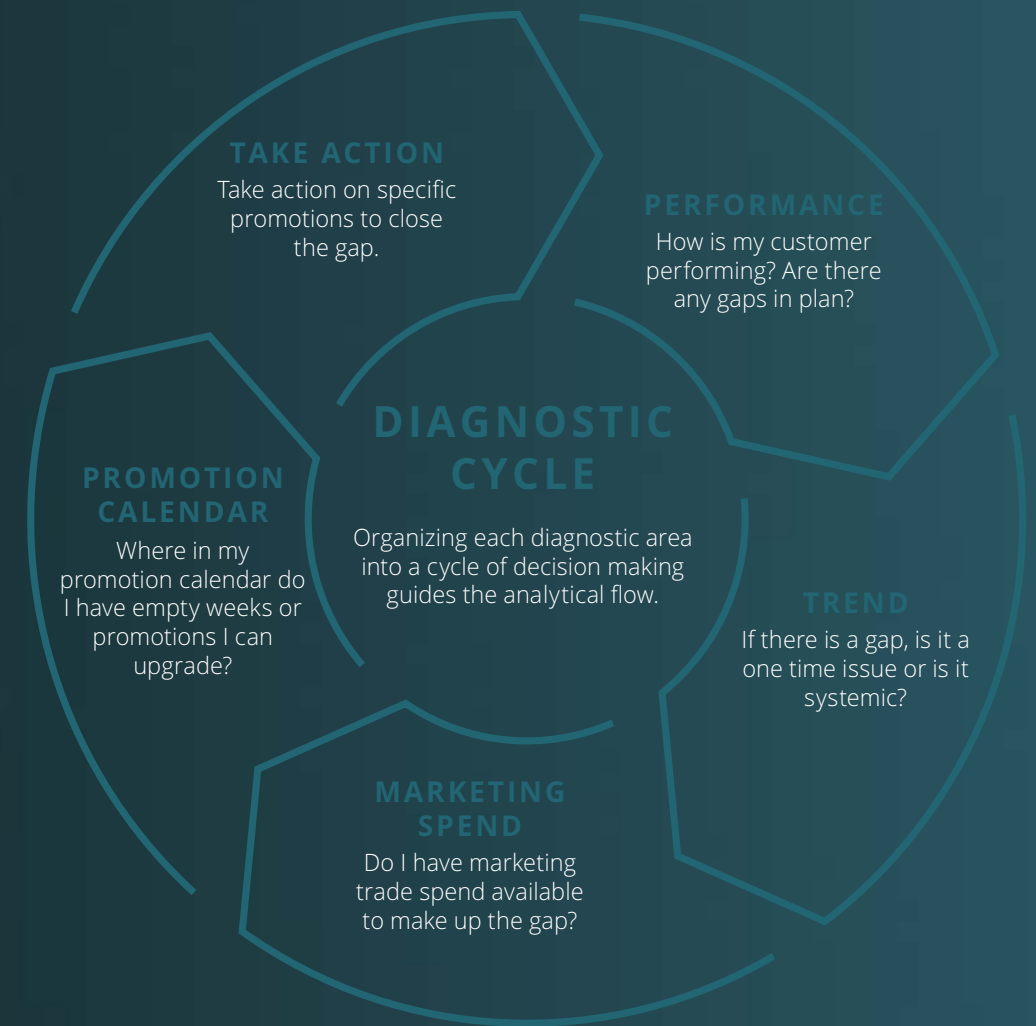 DIAGNOSTIC
CYCLE
Organizing each diagnostic area
into a cycle of decision making
guides the analytical flow.
PERFORMANCE
How is my customer
performing? Are there
any gaps in plan?
TREND
If there is a gap, is it a
one time issue or is it
systemic?
MARKETING
SPEND
Do I have marketing
trade spend available
to make up the gap?
PROMOTION
CALENDAR
Where in my
promotion calendar do
I have empty weeks or
promotions I can
upgrade?
TAKE ACTION
Take action on specific
promotions to close
the gap.